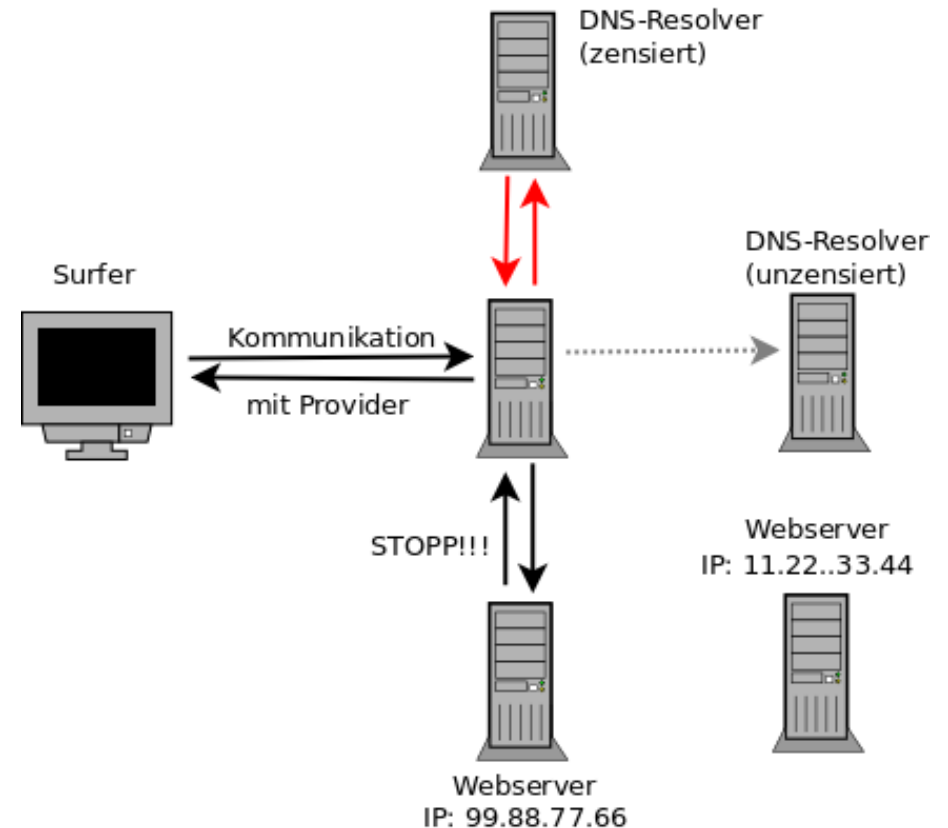 DNS-Resolver
(zensiert)
DNS-Resolver
(unzensiert)
Surfer
Kommunikation
mit Provider
STOPP!!!
Webserver
IP: 11.22..33.44
Webserver
IP: 99.88.77.66